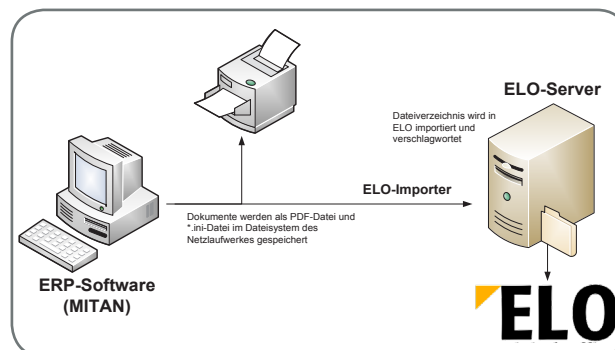 ELO-Server
Dateiverzeichnis wird in
ELO importiert und
verschlagwortet
ELO-Importer
Dokumente werden als PDF-Datei und
*.ini-Datei im Dateisystem des
Netzlaufwerkes gespeichert
ERP-Software
(MITAN)
ELO